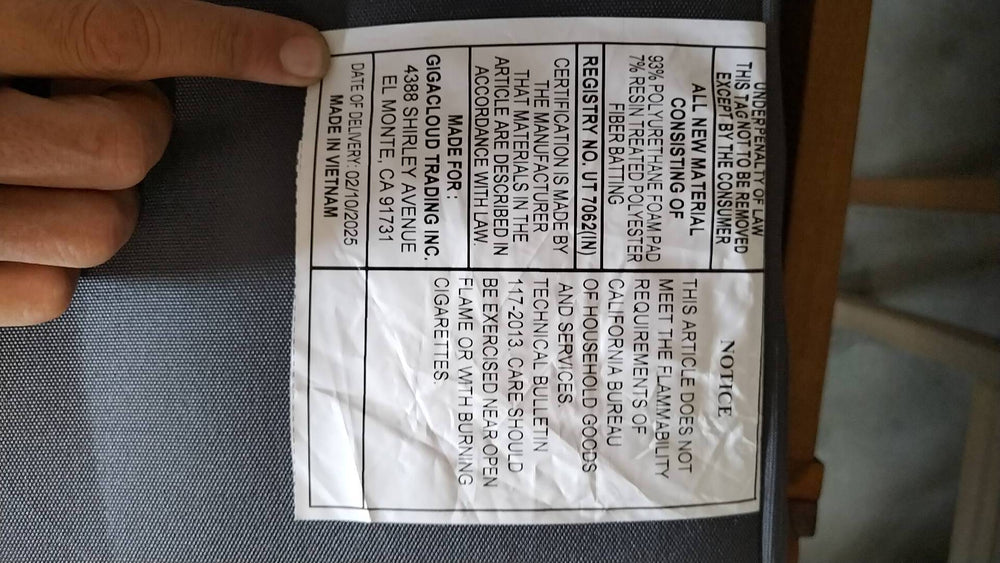 UNDER PENALTY OF LAW
THIS TAG NOT TO BE REMOVED
EXCEPT BY THE CONSUMER
ALL NEW MATERIAL
CONSISTING OF
93% POLYURETHANE FOAM PAD
7% RESIN TREATED POLYESTER
FIBER BATTING
REGISTRY NO. UT 7062(IN)
CERTIFICATION IS MADE BY
THE MANUFACTURER
THAT MATERIALS IN THE
ARTICLE ARE DESCRIBED IN
ACCORDANCE WITH LAW.
MADE FOR :
GIGACLOUD TRADING INC.
4388 SHIRLEY AVENUE
EL MONTE, CA 91731
DATE OF DELIVERY: 02/10/2025
MADE IN VIETNAM
NOTICE
THIS ARTICLE DOES NOT
MEET THE FLAMMABILITY
REQUIREMENTS OF
CALIFORNIA BUREAU
OF HOUSEHOLD GOODS
AND SERVICES
TECHNICAL BULLETIN
117-2013. CARE SHOULD
BE EXERCISED NEAR OPEN
FLAME OR WITH BURNING
CIGARETTES.